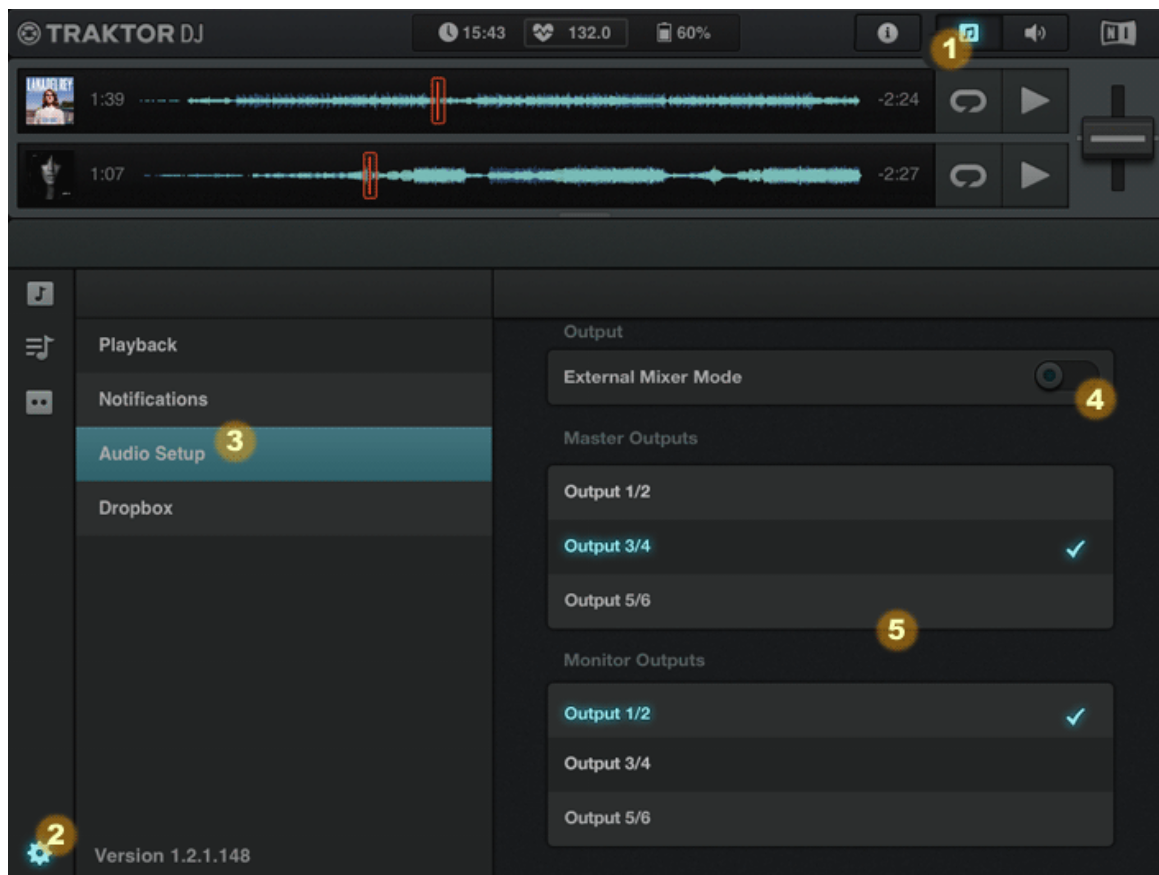 TRAKTOR DJ
15:43
132.0
60%
1
NI
LANA DEL REY
1:39
-2:24
1:07
-2:27
Output
Playback
External Mixer Mode
4
Notifications
Master Outputs
Audio Setup
3
Output 1/2
Dropbox
Output 3/4
Output 5/6
5
Monitor Outputs
Output 1/2
Output 3/4
Output 5/6
2
Version 1.2.1.148